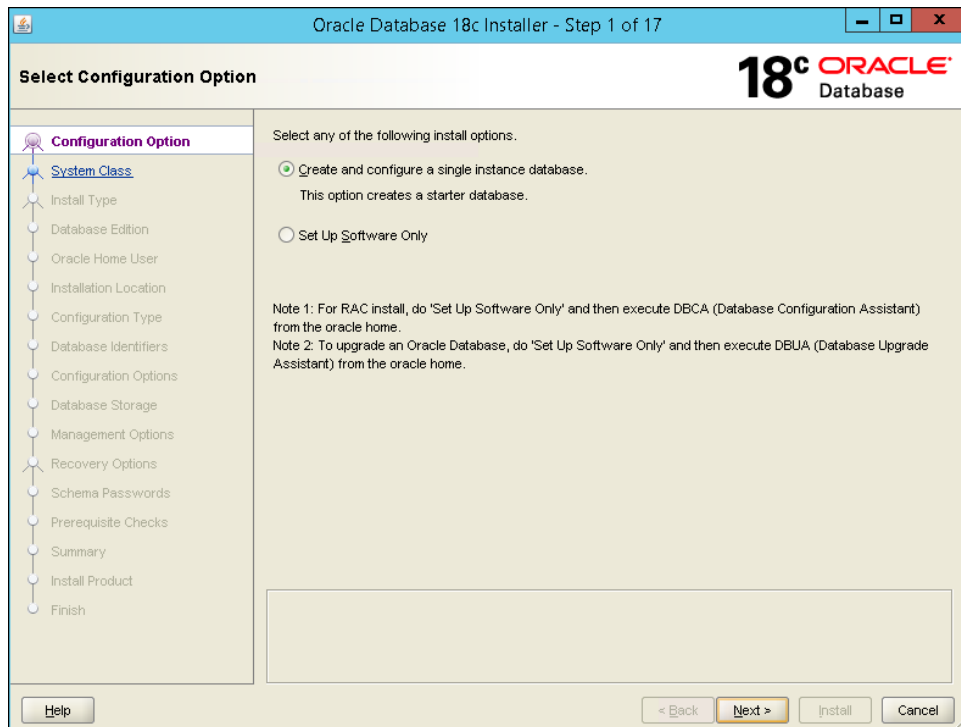 Oracle Database 18c Installer - Step 1 of 17
Select Configuration Option
18c ORACLE
Database
Configuration Option
System Class
Install Type
Database Edition
Oracle Home User
Installation Location
Configuration Type
Database Identifiers
Configuration Options
Database Storage
Management Options
Recovery Options
Schema Passwords
Prerequisite Checks
Summary
Install Product
Finish
Select any of the following install options.
Create and configure a single instance database.
This option creates a starter database.
Set Up Software Only
Note 1: For RAC install, do 'Set Up Software Only' and then execute DBCA (Database Configuration Assistant)
from the oracle home.
Note 2: To upgrade an Oracle Database, do 'Set Up Software Only' and then execute DBUA (Database Upgrade
Assistant) from the oracle home.
Help
< Back
Next >
Install
Cancel